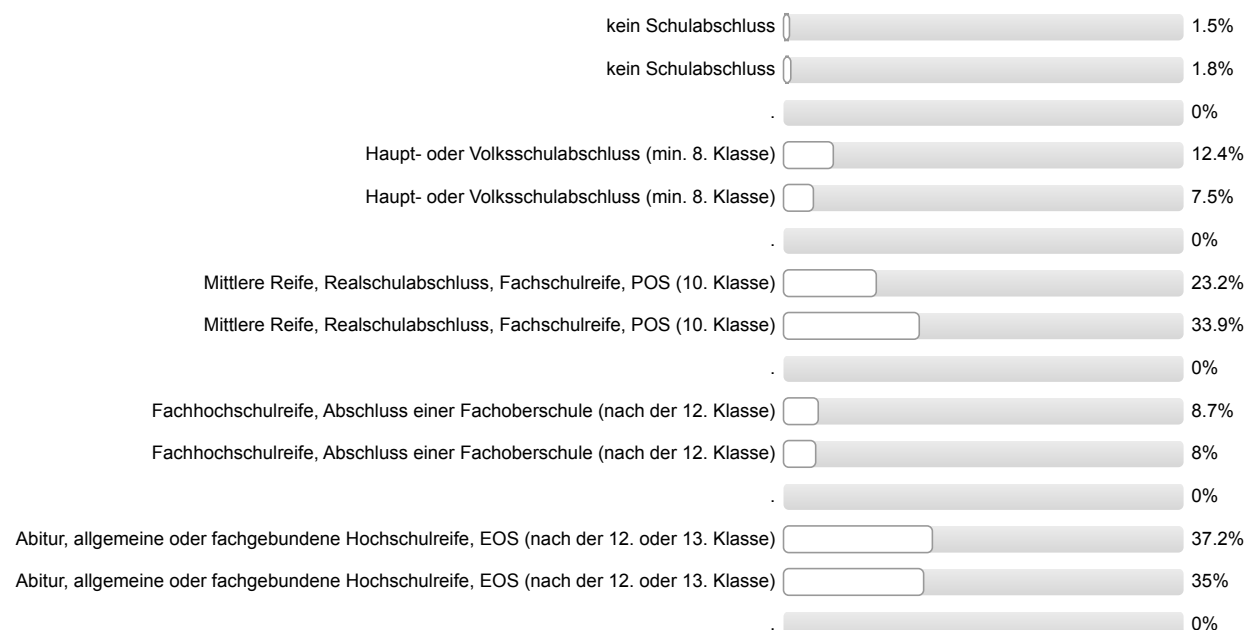 kein Schulabschluss 1.5%
kein Schulabschluss 1.8%
. 0%
Haupt- oder Volksschulabschluss (min. 8. Klasse) 12.4%
Haupt- oder Volksschulabschluss (min. 8. Klasse) 7.5%
. 0%
Mittlere Reife, Realschulabschluss, Fachschulreife, POS (10. Klasse) 23.2%
Mittlere Reife, Realschulabschluss, Fachschulreife, POS (10. Klasse) 33.9%
. 0%
Fachhochschulreife, Abschluss einer Fachoberschule (nach der 12. Klasse) 8.7%
Fachhochschulreife, Abschluss einer Fachoberschule (nach der 12. Klasse) 8%
. 0%
Abitur, allgemeine oder fachgebundene Hochschulreife, EOS (nach der 12. oder 13. Klasse) 37.2%
Abitur, allgemeine oder fachgebundene Hochschulreife, EOS (nach der 12. oder 13. Klasse) 35%
. 0%